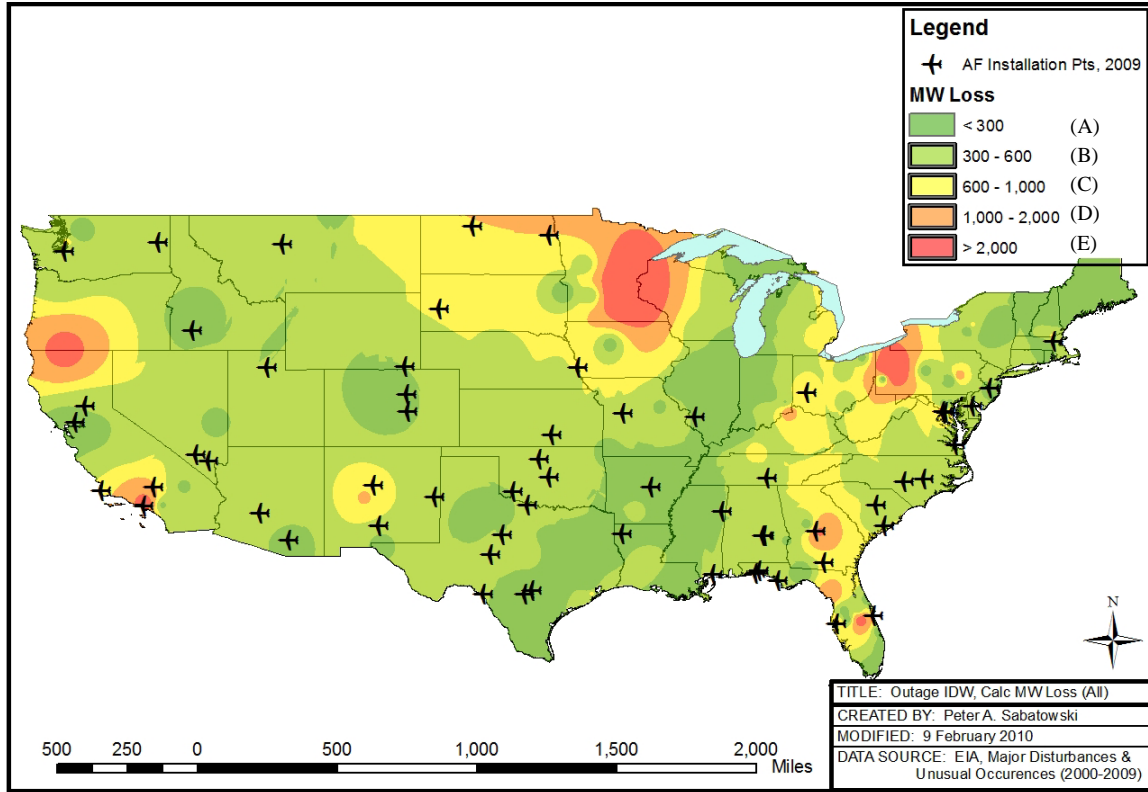 Legend
AF Installation Pts, 2009
MW Loss
< 300 (A)
300 - 600 (B)
600 - 1,000 (C)
1,000 - 2,000 (D)
> 2,000 (E)
N
TITLE: Outage IDW, Calc MW Loss (All)
CREATED BY: Peter A. Sabatowski
MODIFIED: 9 February 2010
DATA SOURCE: EIA, Major Disturbances &
Unusual Occurences (2000-2009)
500 250 0 500 1,000 1,500 2,000
Miles